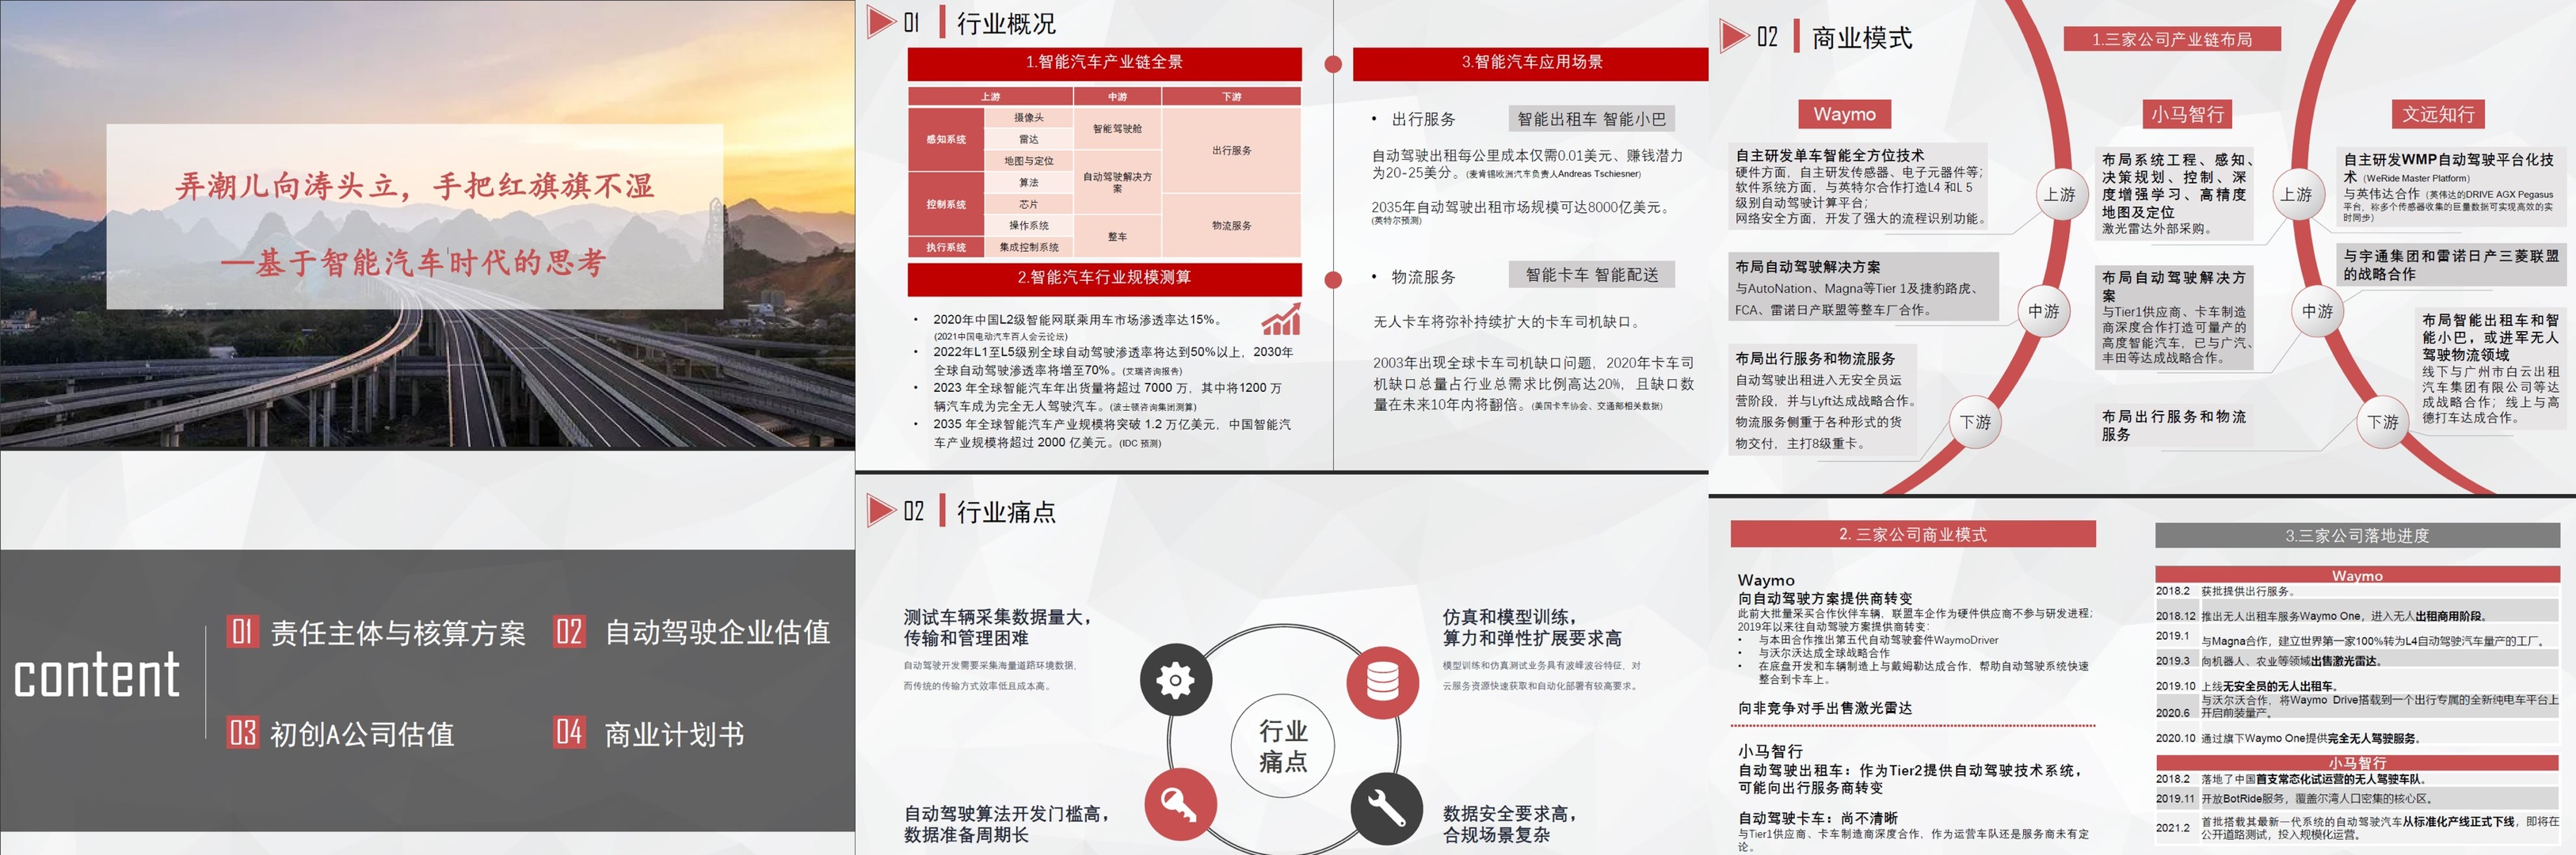 弄潮儿向涛头立，手把红旗旗不湿
—基于智能汽车时代的思考
content
01 责任主体与核算方案
02 自动驾驶企业估值
03 初创A公司估值
04 商业计划书
01 行业概况
1.智能汽车产业链全景
上游 中游 下游
感知系统 摄像头 智能驾驶舱 出行服务
雷达
地图与定位 自动驾驶解决方
案
控制系统 算法
芯片 物流服务
操作系统 整车
执行系统 集成控制系统
2.智能汽车行业规模测算
• 2020年中国L2级智能网联乘用车市场渗透率达15%。
(2021中国电动汽车百人会云论坛)
• 2022年L1至L5级别全球自动驾驶渗透率将达到50%以上，2030年
全球自动驾驶渗透率将增至70%。(艾瑞咨询报告)
• 2023 年全球智能汽车年出货量将超过 7000 万，其中将1200 万
辆汽车成为完全无人驾驶汽车。(波士顿咨询集团测算)
• 2035 年全球智能汽车产业规模将突破 1.2 万亿美元，中国智能汽
车产业规模将超过 2000 亿美元。(IDC 预测)
3.智能汽车应用场景
• 出行服务 智能出租车 智能小巴
自动驾驶出租每公里成本仅需0.01美元、赚钱潜力
为20-25美分。(麦肯锡欧洲汽车负责人Andreas Tschiesner)
2035年自动驾驶出租市场规模可达8000亿美元。
(英特尔预测)
• 物流服务 智能卡车 智能配送
无人卡车将弥补持续扩大的卡车司机缺口。
2003年出现全球卡车司机缺口问题，2020年卡车司
机缺口总量占行业总需求比例高达20%，且缺口数
量在未来10年内将翻倍。(美国卡车协会、交通部相关数据)
02 行业痛点
测试车辆采集数据量大，
传输和管理困难
自动驾驶开发需要采集海量道路环境数据，
而传统的传输方式效率低且成本高。
仿真和模型训练，
算力和弹性扩展要求高
模型训练和仿真测试业务具有波峰波谷特征，对
云服务资源快速获取和自动化部署有较高要求。
行业
痛点
自动驾驶算法开发门槛高，
数据准备周期长
数据安全要求高，
合规场景复杂
02 商业模式
1.三家公司产业链布局
Waymo
自主研发单车智能全方位技术
硬件方面，自主研发传感器、电子元器件等；
软件系统方面，与英特尔合作打造L4 和L 5
级别自动驾驶计算平台；
网络安全方面，开发了强大的流程识别功能。
布局自动驾驶解决方案
与AutoNation、Magna等Tier 1及捷豹路虎、
FCA、雷诺日产联盟等整车厂合作。
布局出行服务和物流服务
自动驾驶出租进入无安全员运
营阶段，并与Lyft达成战略合作。
物流服务侧重于各种形式的货
物交付，主打8级重卡。
上游
中游
下游
小马智行
布局系统工程、感知、
决策规划、控制、深
度增强学习、高精度
地图及定位
激光雷达外部采购。
布局自动驾驶解决方
案
与Tier1供应商、卡车制造
商深度合作打造可量产的
高度智能汽车，已与广汽、
丰田等达成战略合作。
布局出行服务和物流
服务
上游
中游
下游
文远知行
自主研发WMP自动驾驶平台化技
术（WeRide Master Platform）
与英伟达合作（英伟达的DRIVE AGX Pegasus
平台，称多个传感器收集的巨量数据可实现高效的实
时同步）
与宇通集团和雷诺日产三菱联盟
的战略合作
布局智能出租车和智
能小巴，或进军无人
驾驶物流领域
线下与广州市白云出租
汽车集团有限公司等达
成战略合作；线上与高
德打车达成合作。
2. 三家公司商业模式
Waymo
向自动驾驶方案提供商转变
此前大批量采买合作伙伴车辆，联盟车企作为硬件供应商不参与研发进程；
2019年以来往自动驾驶方案提供商转变：
• 与本田合作推出第五代自动驾驶套件WaymoDriver
• 与沃尔沃达成全球战略合作
• 在底盘开发和车辆制造上与戴姆勒达成合作，帮助自动驾驶系统快速
整合到卡车上。
向非竞争对手出售激光雷达
小马智行
自动驾驶出租车：作为Tier2提供自动驾驶技术系统，
可能向出行服务商转变
自动驾驶卡车：尚不清晰
与Tier1供应商、卡车制造商深度合作，作为运营车队还是服务商未有定
论。
3.三家公司落地进度
Waymo
2018.2 获批提供出行服务。
2018.12 推出无人出租车服务Waymo One，进入无人出租商用阶段。
2019.1 与Magna合作，建立世界第一家100%转为L4自动驾驶汽车量产的工厂。
2019.3 向机器人、农业等领域出售激光雷达。
2019.10 上线无安全员的无人出租车。
2020.6 与沃尔沃合作，将Waymo Drive搭载到一个出行专属的全新纯电车平台上
开启前装量产。
2020.10 通过旗下Waymo One提供完全无人驾驶服务。
小马智行
2018.2 落地了中国首支常态化试运营的无人驾驶车队。
2019.11 开放BotRide服务，覆盖尔湾人口密集的核心区。
2021.2 首批搭载其最新一代系统的自动驾驶汽车从标准化产线正式下线，即将在
公开道路测试，投入规模化运营。